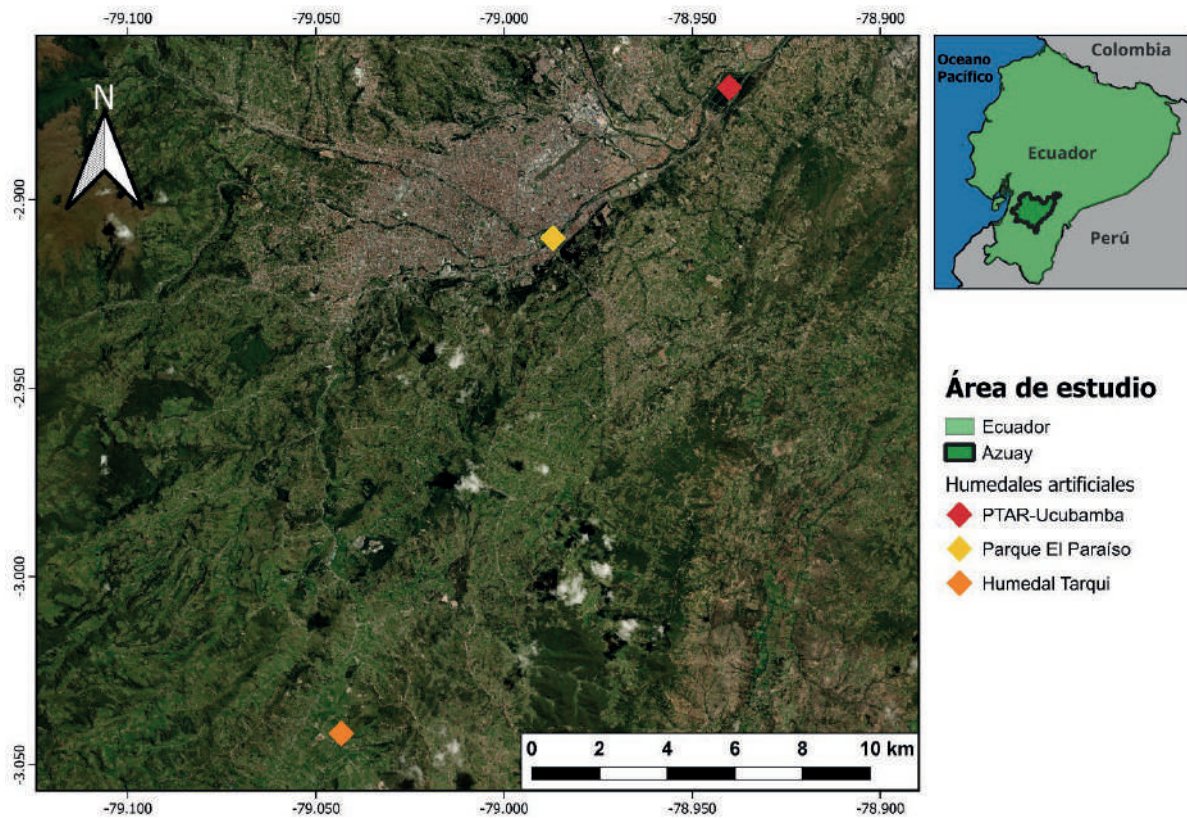 -79.100 -79.050 -79.000 -78.950 -78.900
N
-2.900
-2.950
-3.000
-3.050
0 2 4 6 8 10 km
-79.100 -79.050 -79.000 -78.950 -78.900
Colombia
Oceano
Pacífico
Ecuador
Perú
Área de estudio
Ecuador
Azuay
Humedales artificiales
PTAR-Ucubamba
Parque El Paraíso
Humedal Tarqui